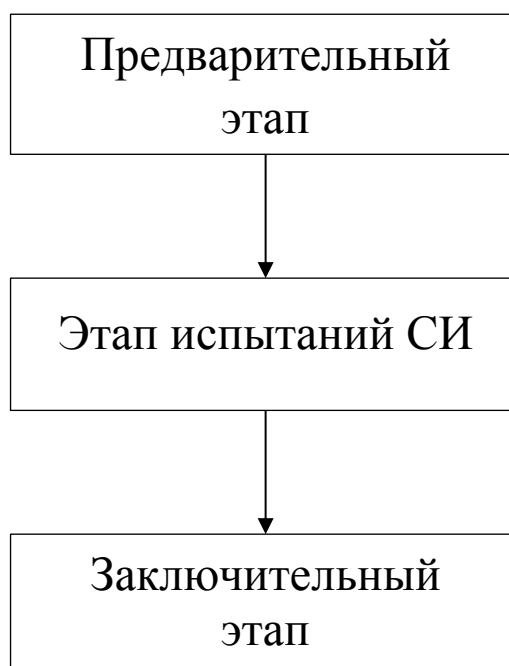 Предварительный
этап
Этап испытаний СИ
Заключительный
этап